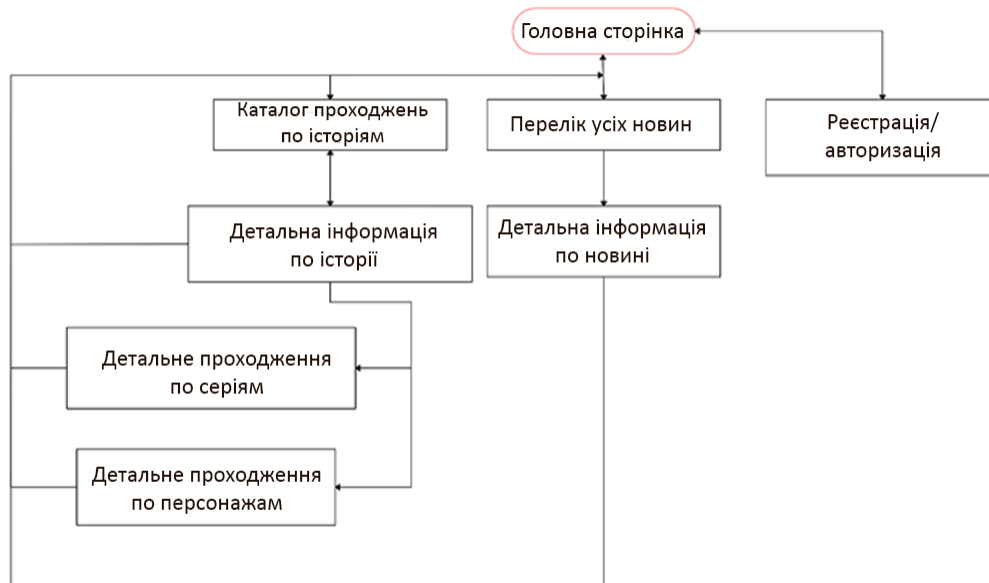 Головна сторінка
Каталог проходжень
по історіям
Перелік усіх новин
Реєстрація/
авторизація
Детальна інформація
по історії
Детальна інформація
по новині
Детальне проходження
по серіям
Детальне проходження
по персонажам